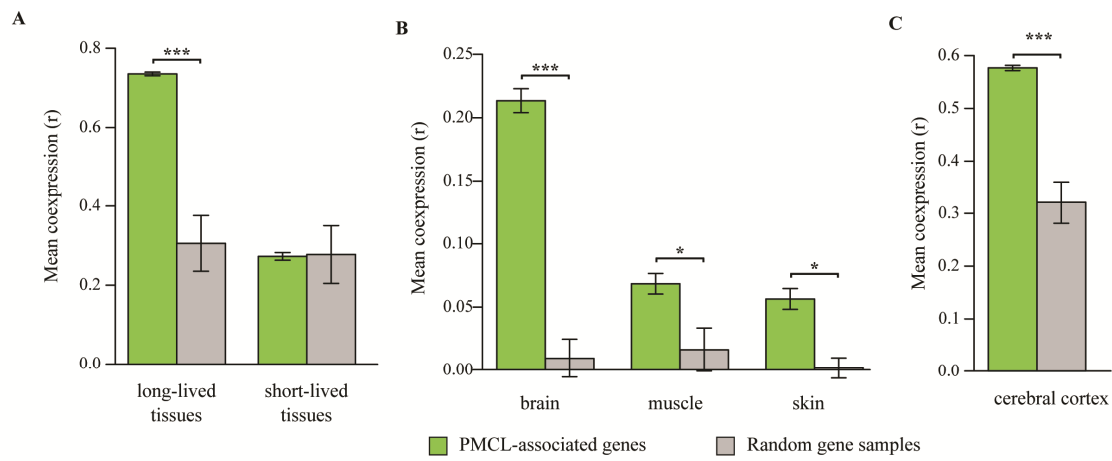 A
Mean coexpression (r)
0.8
0.6
0.4
0.2
0.0
***
long-lived
tissues
short-lived
tissues
B
Mean coexpression (r)
0.25
0.20
0.15
0.10
0.05
0.00
***
*
*
brain
muscle
skin
C
Mean coexpression (r)
0.6
0.5
0.4
0.3
0.2
0.1
0.0
***
cerebral cortex
PMCL-associated genes
Random gene samples